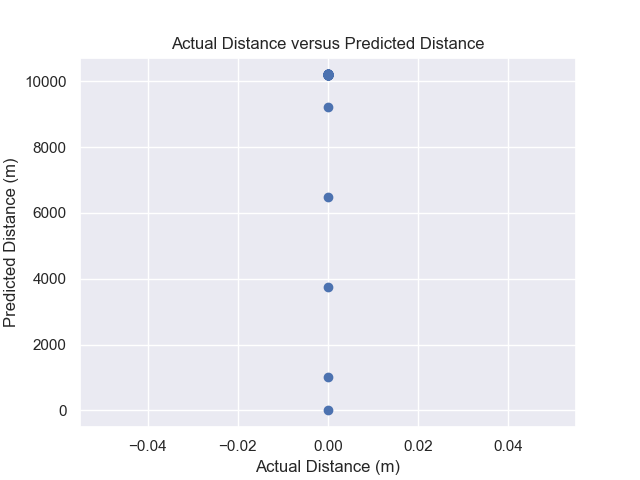 Actual Distance versus Predicted Distance
10000
8000
6000
4000
2000
0
Predicted Distance (m)
−0.04 −0.02 0.00 0.02 0.04
Actual Distance (m)